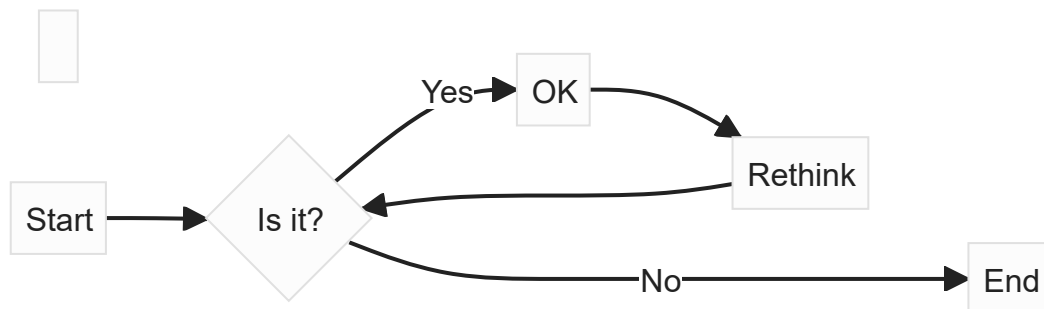 Start
Is it?
Yes
OK
Rethink
No
End